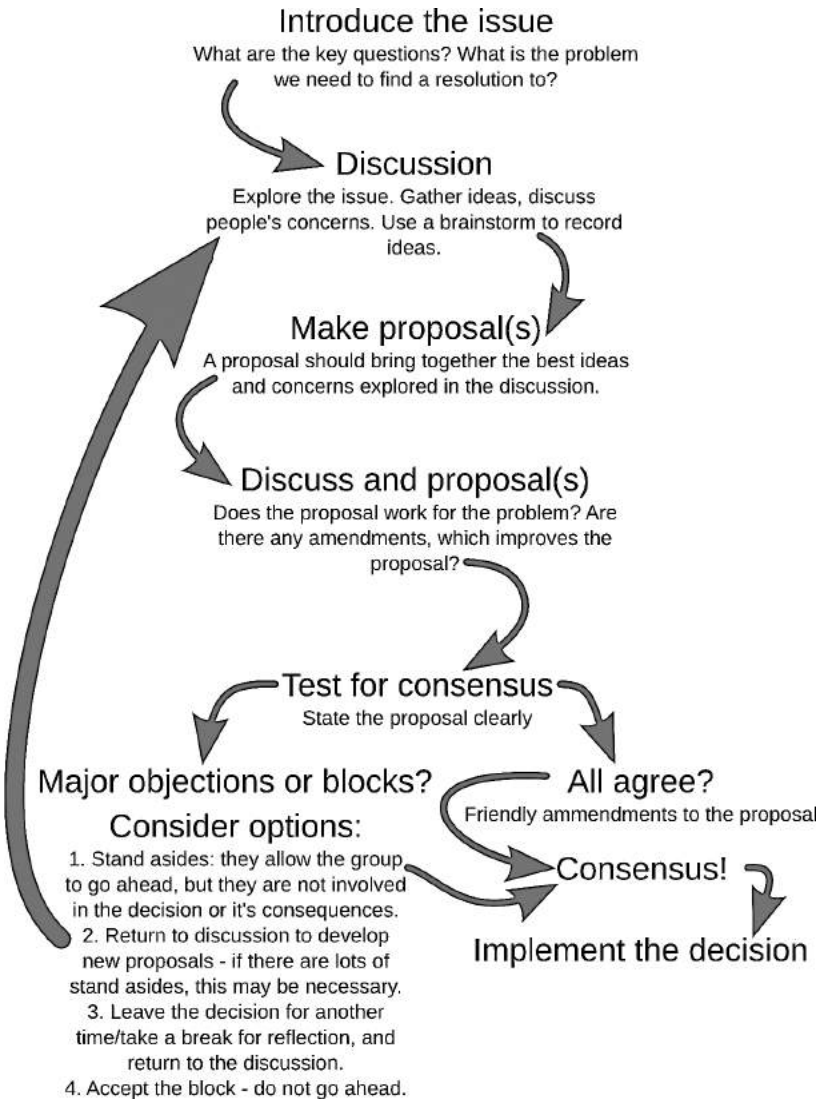 Introduce the issue
What are the key questions? What is the problem
we need to find a resolution to?
Discussion
Explore the issue. Gather ideas, discuss
people's concerns. Use a brainstorm to record
ideas.
Make proposal(s)
A proposal should bring together the best ideas
and concerns explored in the discussion.
Discuss and proposal(s)
Does the proposal work for the problem? Are
there any amendments, which improves the
proposal?
Test for consensus
State the proposal clearly
Major objections or blocks?
Consider options:
1. Stand asides: they allow the group
to go ahead, but they are not involved
in the decision or it's consequences.
2. Return to discussion to develop
new proposals - if there are lots of
stand asides, this may be necessary.
3. Leave the decision for another
time/take a break for reflection, and
return to the discussion.
4. Accept the block - do not go ahead.
All agree?
Friendly ammendments to the proposal
Consensus!
Implement the decision